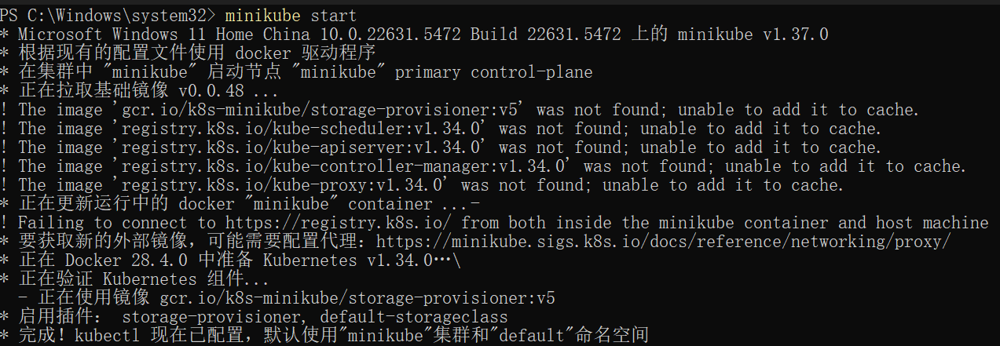 PS C:\Windows\system32> minikube start
* Microsoft Windows 11 Home China 10.0.22631.5472 Build 22631.5472 上的 minikube v1.37.0
* 根据现有的配置文件使用 docker 驱动程序
* 在集群中 "minikube" 启动节点 "minikube" primary control-plane
* 正在拉取基础镜像 v0.0.48 ...
! The image 'gcr.io/k8s-minikube/storage-provisioner:v5' was not found; unable to add it to cache.
! The image 'registry.k8s.io/kube-scheduler:v1.34.0' was not found; unable to add it to cache.
! The image 'registry.k8s.io/kube-apiserver:v1.34.0' was not found; unable to add it to cache.
! The image 'registry.k8s.io/kube-controller-manager:v1.34.0' was not found; unable to add it to cache.
! The image 'registry.k8s.io/kube-proxy:v1.34.0' was not found; unable to add it to cache.
* 正在更新运行中的 docker "minikube" container ...-
! Failing to connect to https://registry.k8s.io/ from both inside the minikube container and host machine
* 要获取新的外部镜像，可能需要配置代理：https://minikube.sigs.k8s.io/docs/reference/networking/proxy/
* 正在 Docker 28.4.0 中准备 Kubernetes v1.34.0…\
* 正在验证 Kubernetes 组件...
  - 正在使用镜像 gcr.io/k8s-minikube/storage-provisioner:v5
* 启用插件： storage-provisioner, default-storageclass
* 完成！kubectl 现在已配置，默认使用"minikube"集群和"default"命名空间